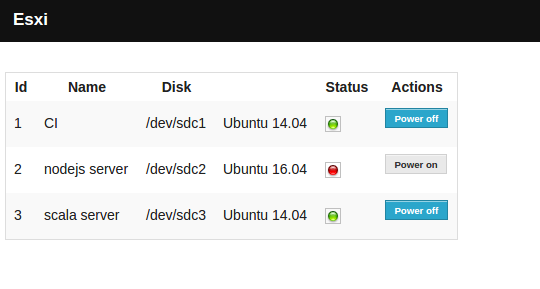 Esxi
Id Name Disk Status Actions
1 CI /dev/sdc1 Ubuntu 14.04 Power off
2 nodejs server /dev/sdc2 Ubuntu 16.04 Power on
3 scala server /dev/sdc3 Ubuntu 14.04 Power off